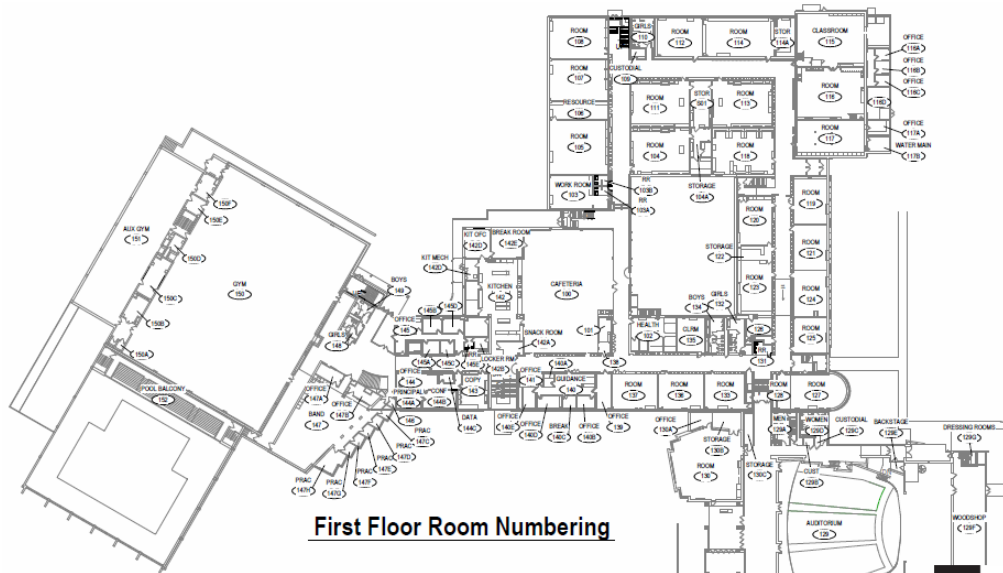 ROOM
108
GIRLS
110
ROOM
112
ROOM
114
STOR
114A
CLASSROOM
115
OFFICE
116A
OFFICE
116B
OFFICE
116C
116D
CUSTODIAL
109
ROOM
107
RESOURCE
106
ROOM
105
WORK ROOM
103
RR
103B
RR
103A
ROOM
111
STOR
S01
ROOM
113
ROOM
116
ROOM
104
ROOM
118
STORAGE
104A
ROOM
117
OFFICE
117A
WATER MAIN
117B
ROOM
119
ROOM
120
ROOM
121
STORAGE
122
ROOM
123
ROOM
124
ROOM
125
126
RR
131
BOYS
134
GIRLS
132
HEALTH
102
CLRM
135
KIT OFC
142D
BREAK ROOM
142E
KIT MECH
142D
KITCHEN
142
CAFETERIA
100
101
SNACK ROOM
142A
138
LOCKER RM
142B
AUX GYM
151
150F
150E
150D
150C
150B
150A
GYM
150
BOYS
149
GIRLS
148
POOL BALCONY
152
OFFICE
145
145B
145D
145A
145C
145E
OFFICE
144
PRINCIPAL
144A
CONF
144B
COPY
143
DATA
144C
146
OFFICE
147A
OFFICE
147B
BAND
147
PRAC
147C
PRAC
147D
PRAC
147E
PRAC
147F
PRAC
147G
PRAC
147H
OFFICE
141
140A
GUIDANCE
140
OFFICE
140E
OFFICE
140D
BREAK
140C
OFFICE
140B
139
ROOM
137
ROOM
136
ROOM
133
ROOM
128
ROOM
127
OFFICE
130A
STORAGE
130B
ROOM
130
STORAGE
130C
MEN
129A
WOMEN
129D
CUSTODIAL
129C
CUST
129B
BACKSTAGE
129E
DRESSING ROOMS
129G
AUDITORIUM
129
WOODSHOP
129F
First Floor Room Numbering